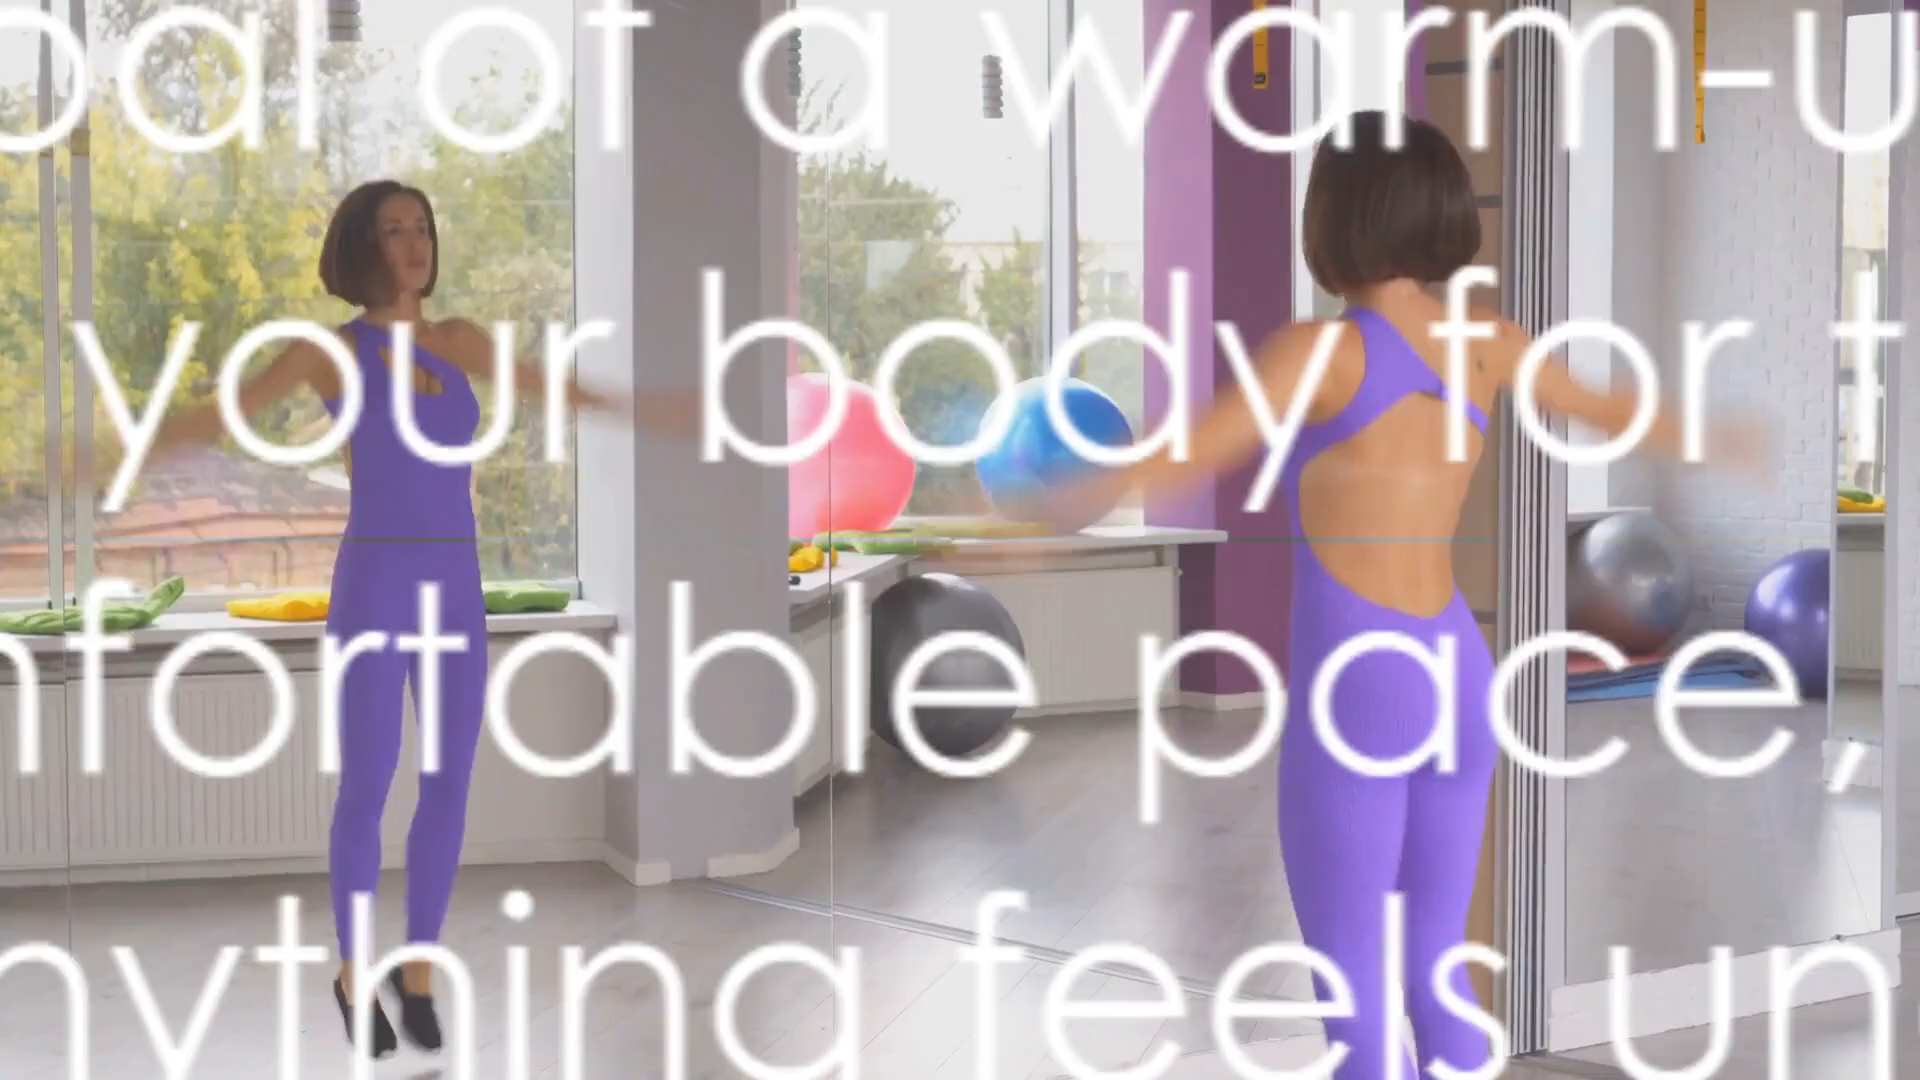 oal of a warm-u
your body for t
nfortable pace,
nything feels un